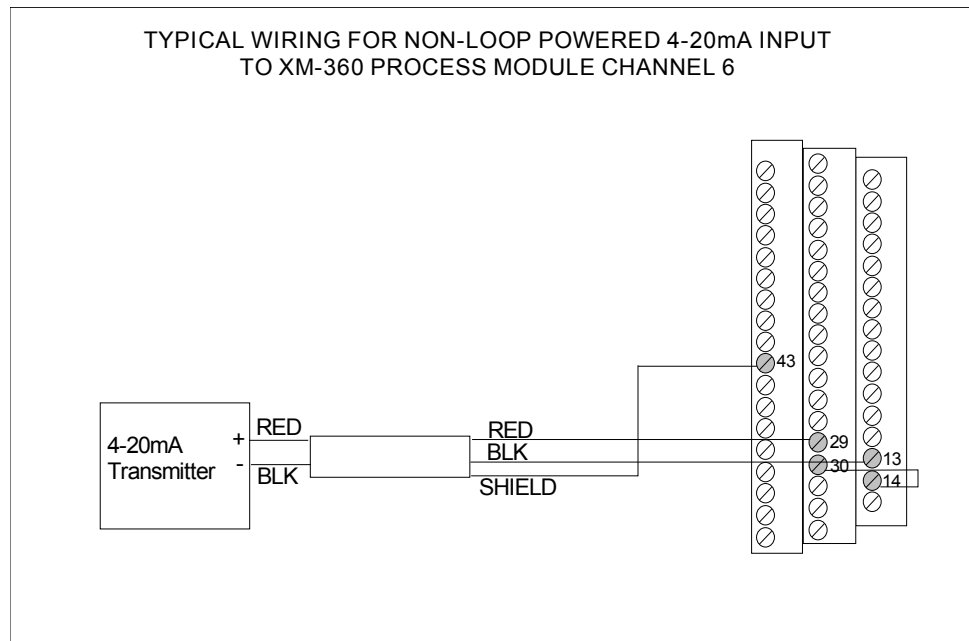 TYPICAL WIRING FOR NON-LOOP POWERED 4-20mA INPUT
TO XM-360 PROCESS MODULE CHANNEL 6
43
RED
RED
29
4-20mA
Transmitter
+
-
BLK
BLK
30
13
SHIELD
14